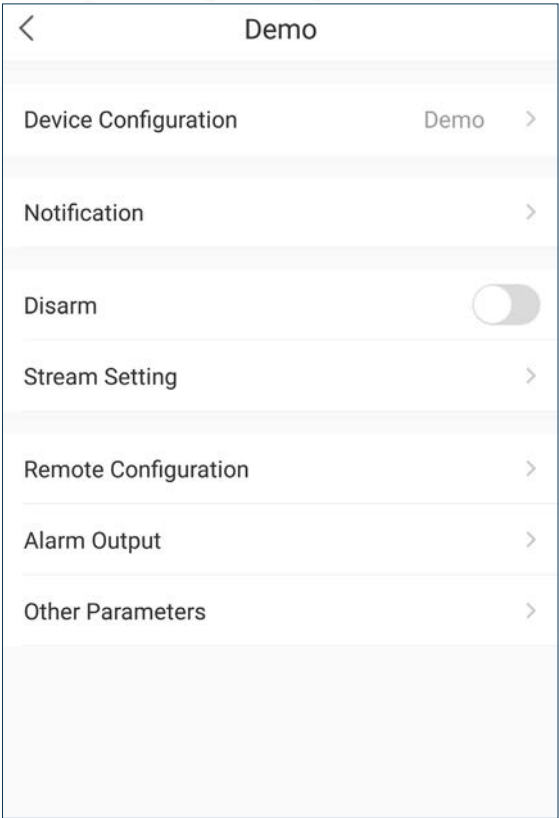 Demo
Device Configuration Demo
Notification
Disarm
Stream Setting
Remote Configuration
Alarm Output
Other Parameters